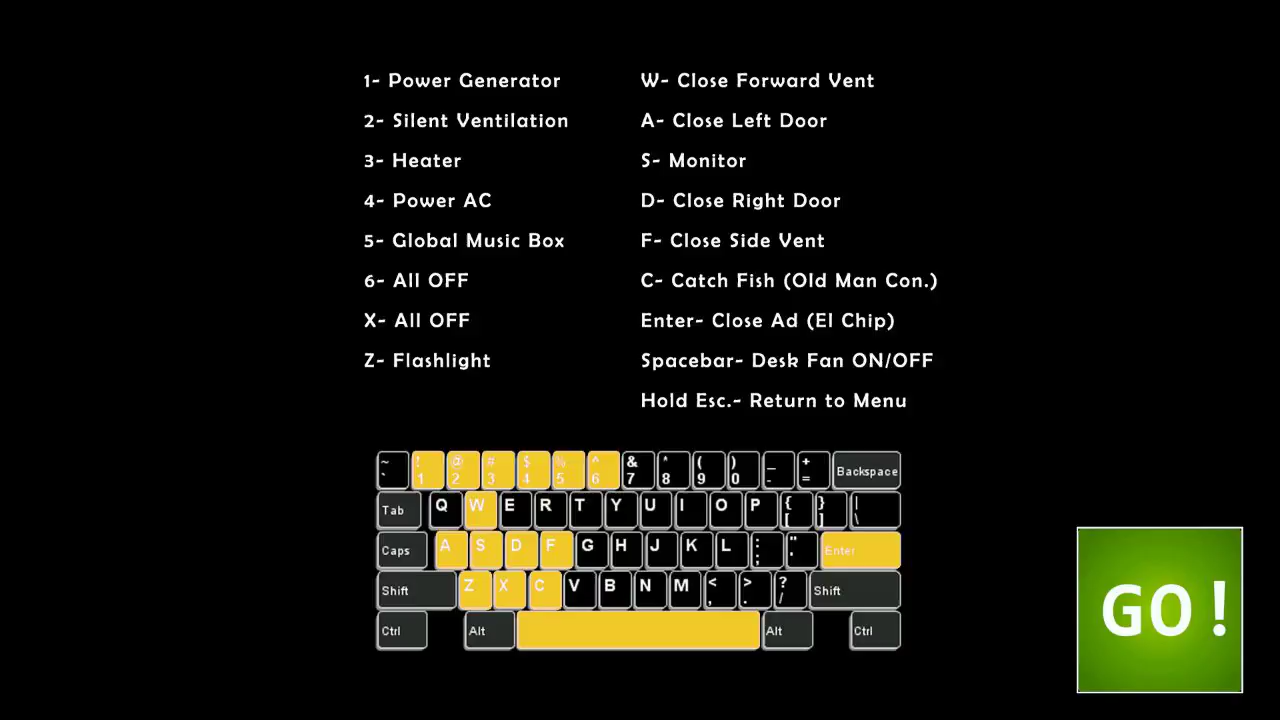 1- Power Generator
2- Silent Ventilation
3- Heater
4- Power AC
5- Global Music Box
6- All OFF
X- All OFF
Z- Flashlight
W- Close Forward Vent
A- Close Left Door
S- Monitor
D- Close Right Door
F- Close Side Vent
C- Catch Fish (Old Man Con.)
Enter- Close Ad (El Chip)
Spacebar- Desk Fan ON/OFF
Hold Esc.- Return to Menu
~ ! @ # $ % ^ & * ( ) _ +
` 1 2 3 4 5 6 7 8 9 0 - = Backspace
Tab Q W E R T Y U I O P { [ } ] | \
Caps A S D F G H J K L : ; " ' Enter
Shift Z X C V B N M < , > . ? / Shift
Ctrl Alt Alt Ctrl
GO!